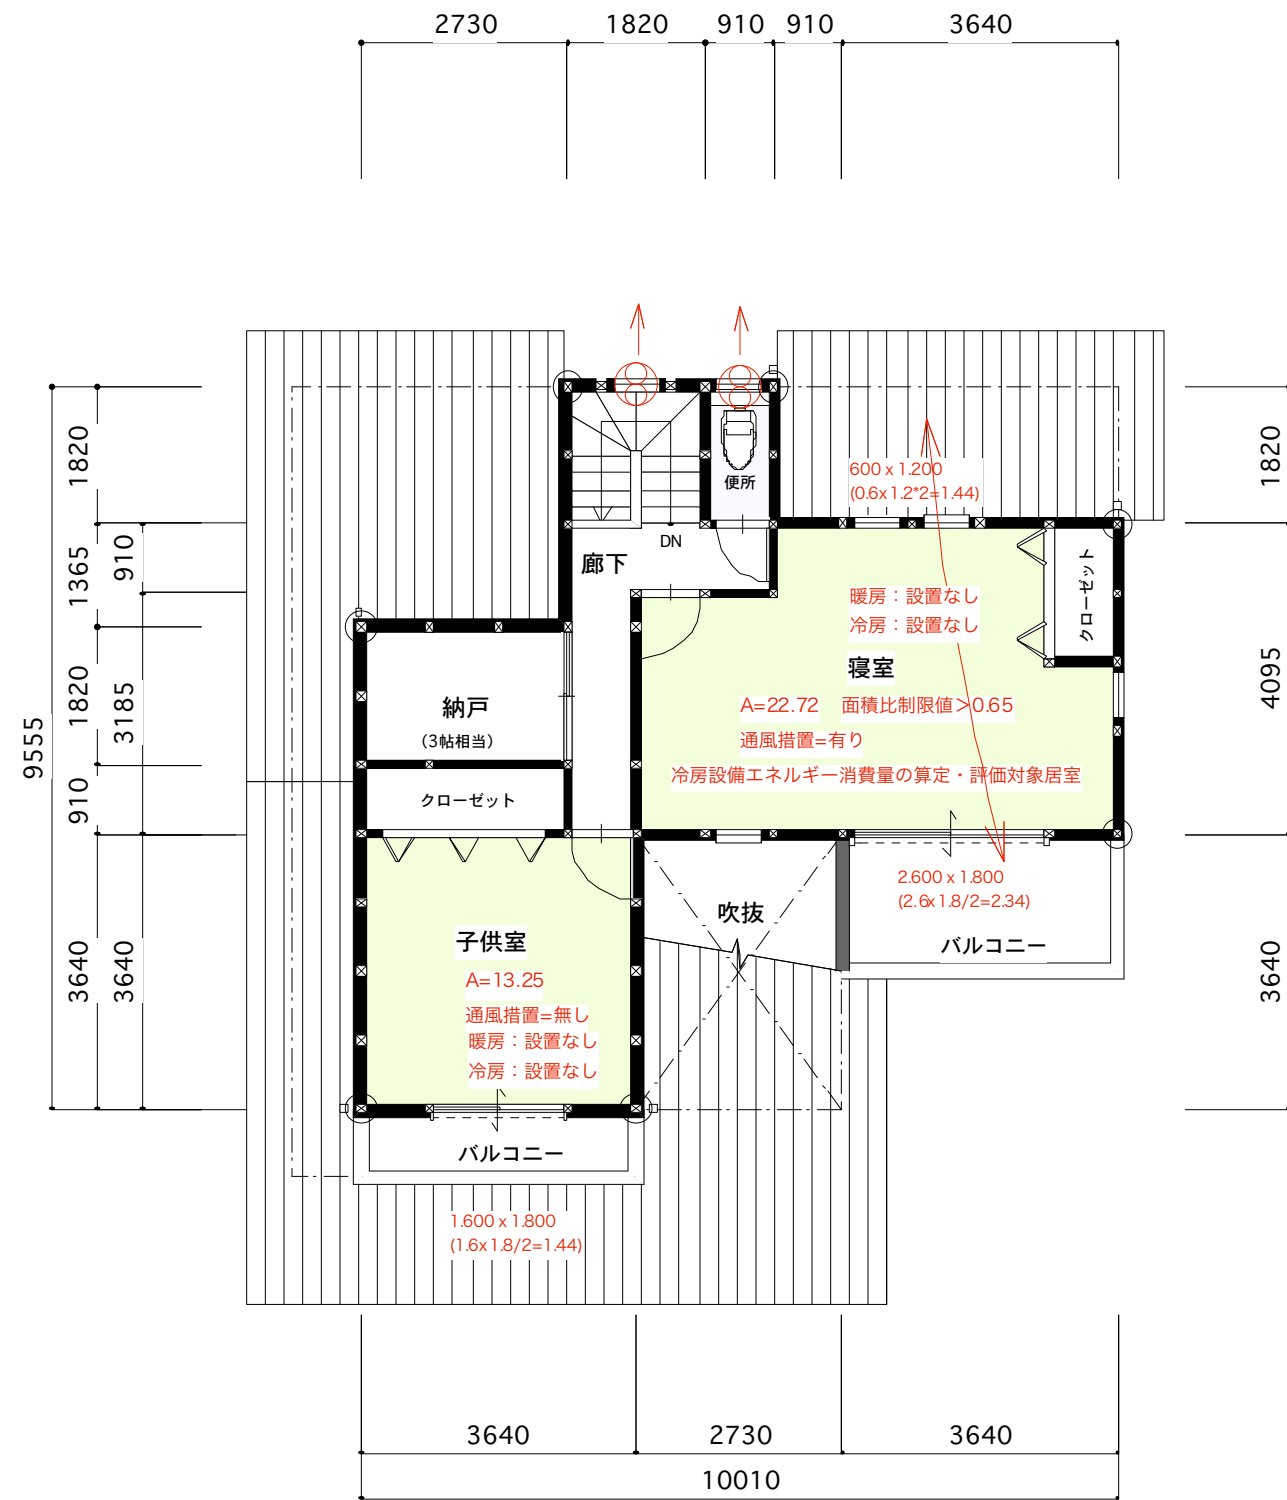 2730
1820
910
910
3640
9555
1820
1365
910
1820
3185
910
3640
3640
1820
4095
3640
600 x 1.200
(0.6x1.2*2=1.44)
便所
DN
廊下
クローゼット
暖房：設置なし
冷房：設置なし
寝室
A=22.72 面積比制限値＞0.65
通風措置=有り
冷房設備エネルギー消費量の算定・評価対象居室
納戸
（3帖相当）
クローゼット
2.600 x 1.800
(2.6x1.8/2=2.34)
吹抜
バルコニー
子供室
A=13.25
通風措置=無し
暖房：設置なし
冷房：設置なし
バルコニー
1.600 x 1.800
(1.6x1.8/2=1.44)
3640
2730
3640
10010